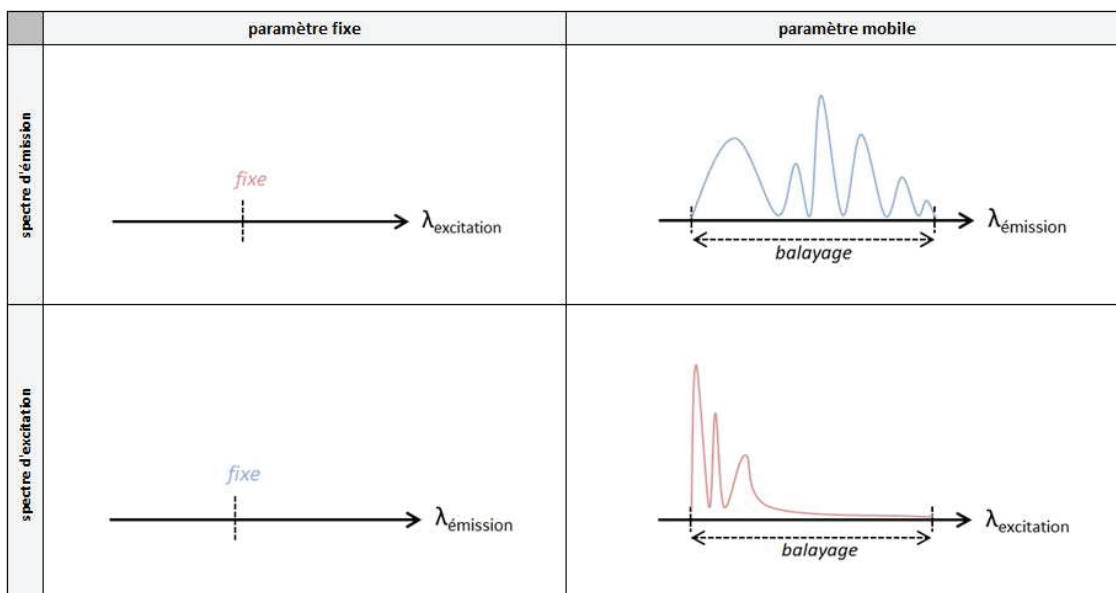 paramètre fixe
paramètre mobile
spectre d'émission
fixe
λexcitation
λémission
balayage
spectre d'excitation
fixe
λémission
λexcitation
balayage